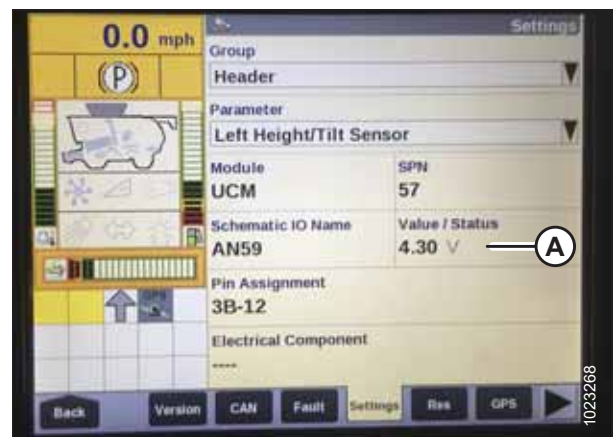 0.0 mph
Settings
(P)
Group
Header
Parameter
Left Height/Tilt Sensor
Module
SPN
UCM
57
Schematic IO Name
Value / Status
AN59
4.30 V
A
Pin Assignment
3B-12
Electrical Component
----
Back
Version
CAN
Fault
Settings
Res
GPS
1023268